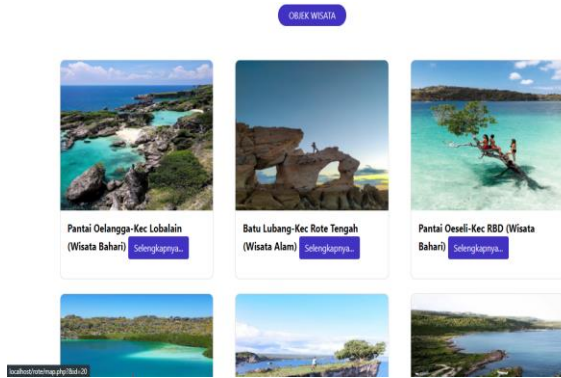 OBJEK WISATA
Pantai Oelangga-Kec Lobalain
(Wisata Bahari) Selengkapnya...
Batu Lubang-Kec Rote Tengah
(Wisata Alam) Selengkapnya...
Pantai Oeseli-Kec RBD (Wisata
Bahari) Selengkapnya...
localhost/rote/map.php?&id=20